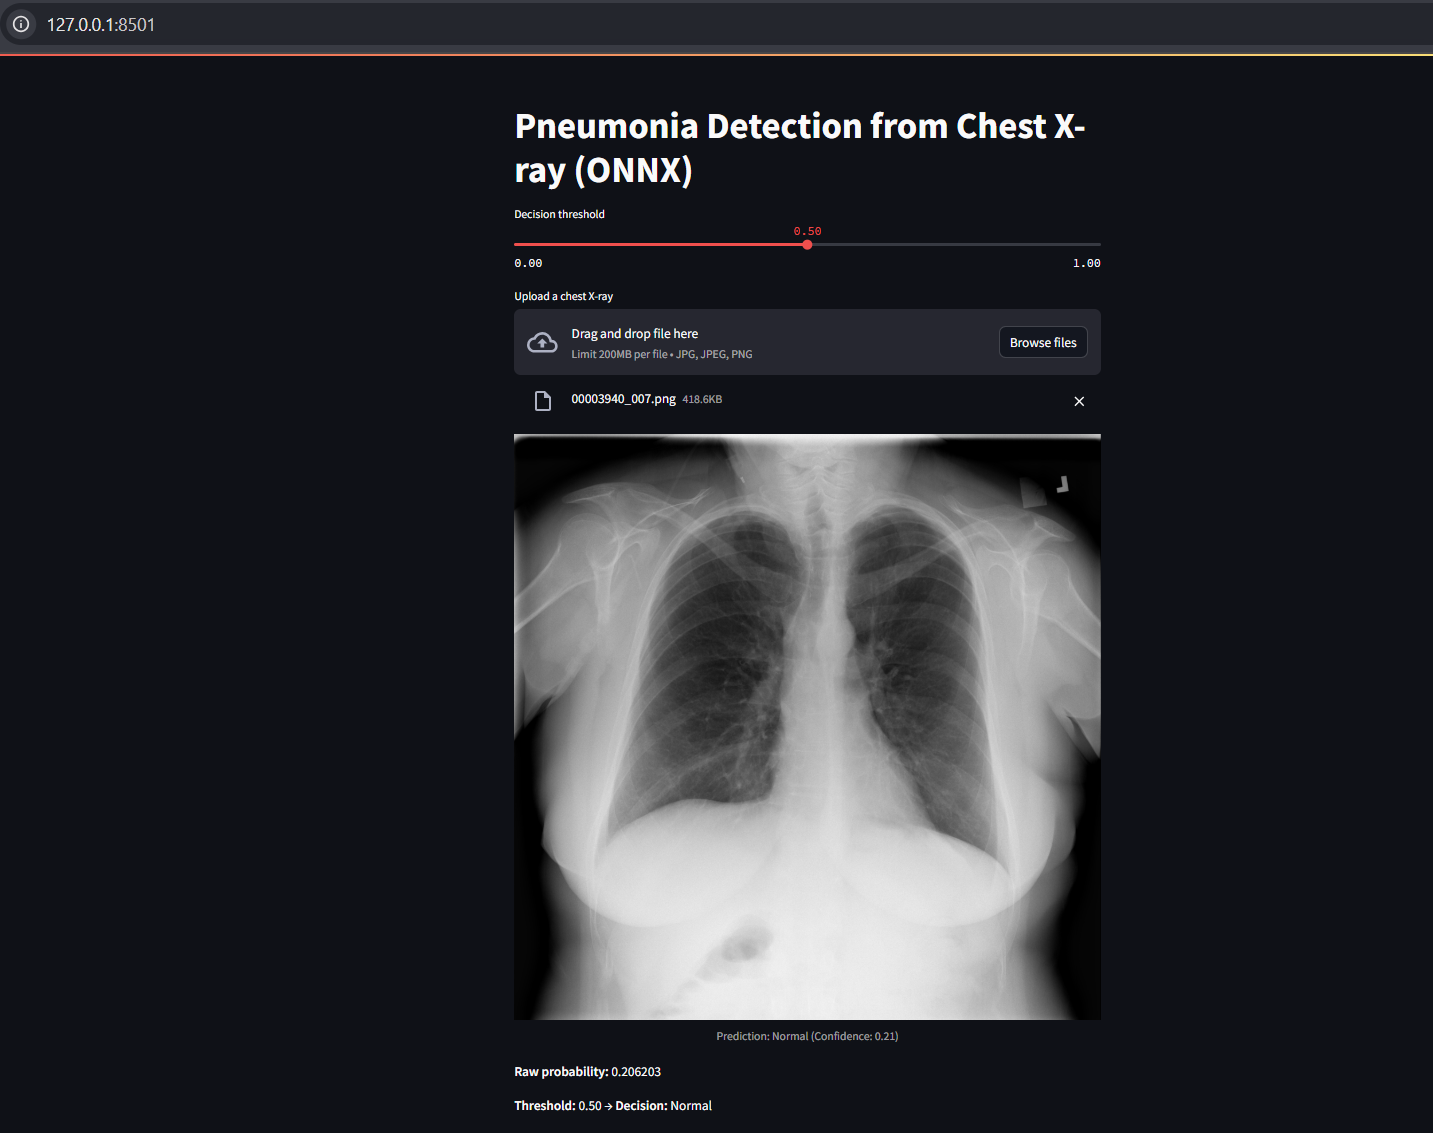 127.0.0.1:8501
Pneumonia Detection from Chest X-
ray (ONNX)
Decision threshold
0.50
0.00 1.00
Upload a chest X-ray
Drag and drop file here
Limit 200MB per file • JPG, JPEG, PNG
Browse files
00003940_007.png 418.6KB
L
Prediction: Normal (Confidence: 0.21)
Raw probability: 0.206203
Threshold: 0.50 → Decision: Normal